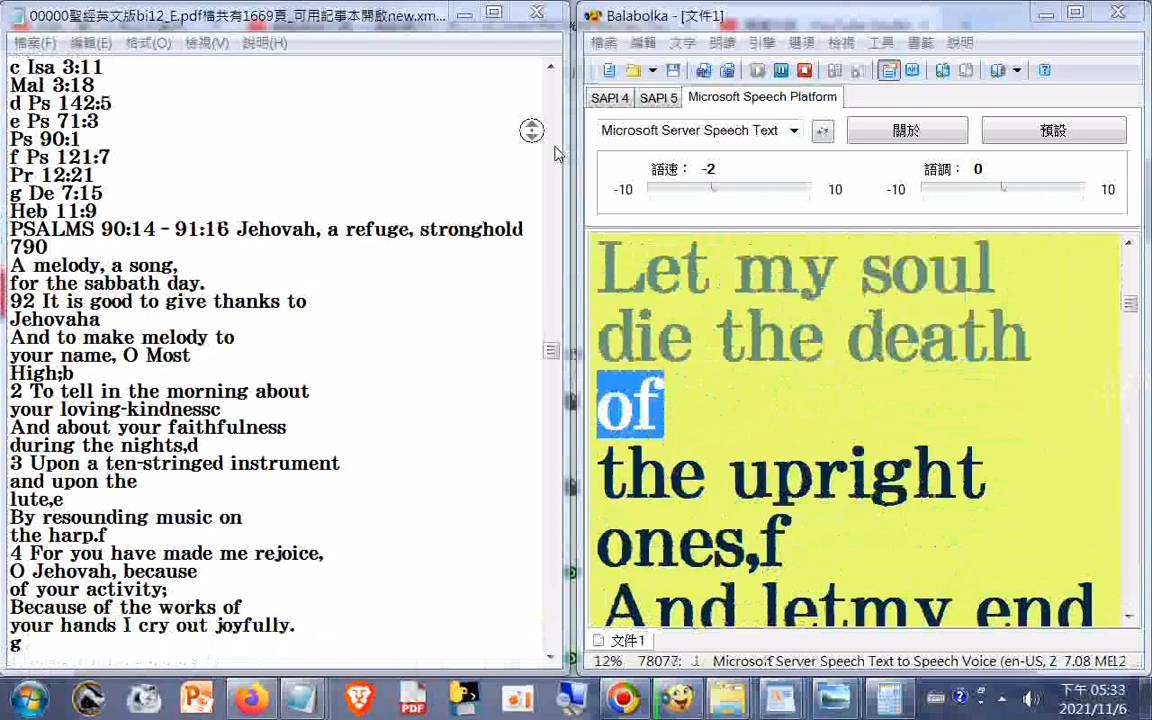 00000聖經英文版bi12_E.pdf檔共有1669頁_可用記事本開啟new.xm...
檔案(F) 編輯(E) 格式(O) 檢視(V) 說明(H)
c Isa 3:11
Mal 3:18
d Ps 142:5
e Ps 71:3
Ps 90:1
f Ps 121:7
Pr 12:21
g De 7:15
Heb 11:9
PSALMS 90:14 - 91:16 Jehovah, a refuge, stronghold
790
A melody, a song,
for the sabbath day.
92 It is good to give thanks to
Jehovaha
And to make melody to
your name, O Most
High;b
2 To tell in the morning about
your loving-kindnessc
And about your faithfulness
during the nights,d
3 Upon a ten-stringed instrument
and upon the
lute,e
By resounding music on
the harp.f
4 For you have made me rejoice,
O Jehovah, because
of your activity;
Because of the works of
your hands I cry out joyfully.
g
Balabolka - [文件1]
檔案 編輯 文字 朗讀 引擎 選項 檢視 工具 書籤 說明
SAPI 4 SAPI 5 Microsoft Speech Platform
Microsoft Server Speech Text 關於 預設
語速： -2 語調： 0
-10 10 -10 10
Let my soul
die the death
of
the upright
ones,f
And letmy end
文件1
12% 78077: 1 Microsoft Server Speech Text to Speech Voice (en-US, Z 7.08 ME12
PDF
下午 05:33
2021/11/6